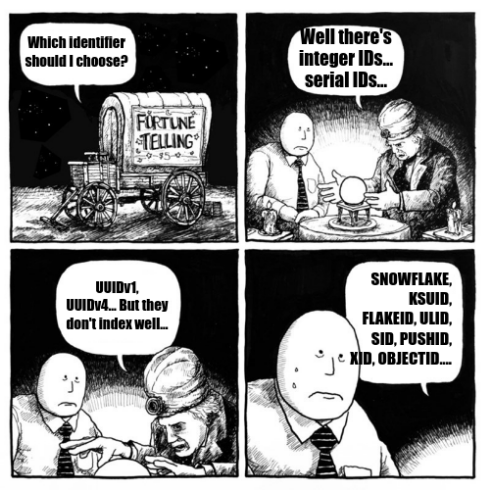 Which identifier
should I choose?
FORTUNE
TELLING
$5
Well there's
integer IDs...
serial IDs...
UUIDv1,
UUIDv4... But they
don't index well...
SNOWFLAKE,
KSUID,
FLAKEID, ULID,
SID, PUSHID,
XID, OBJECTID....